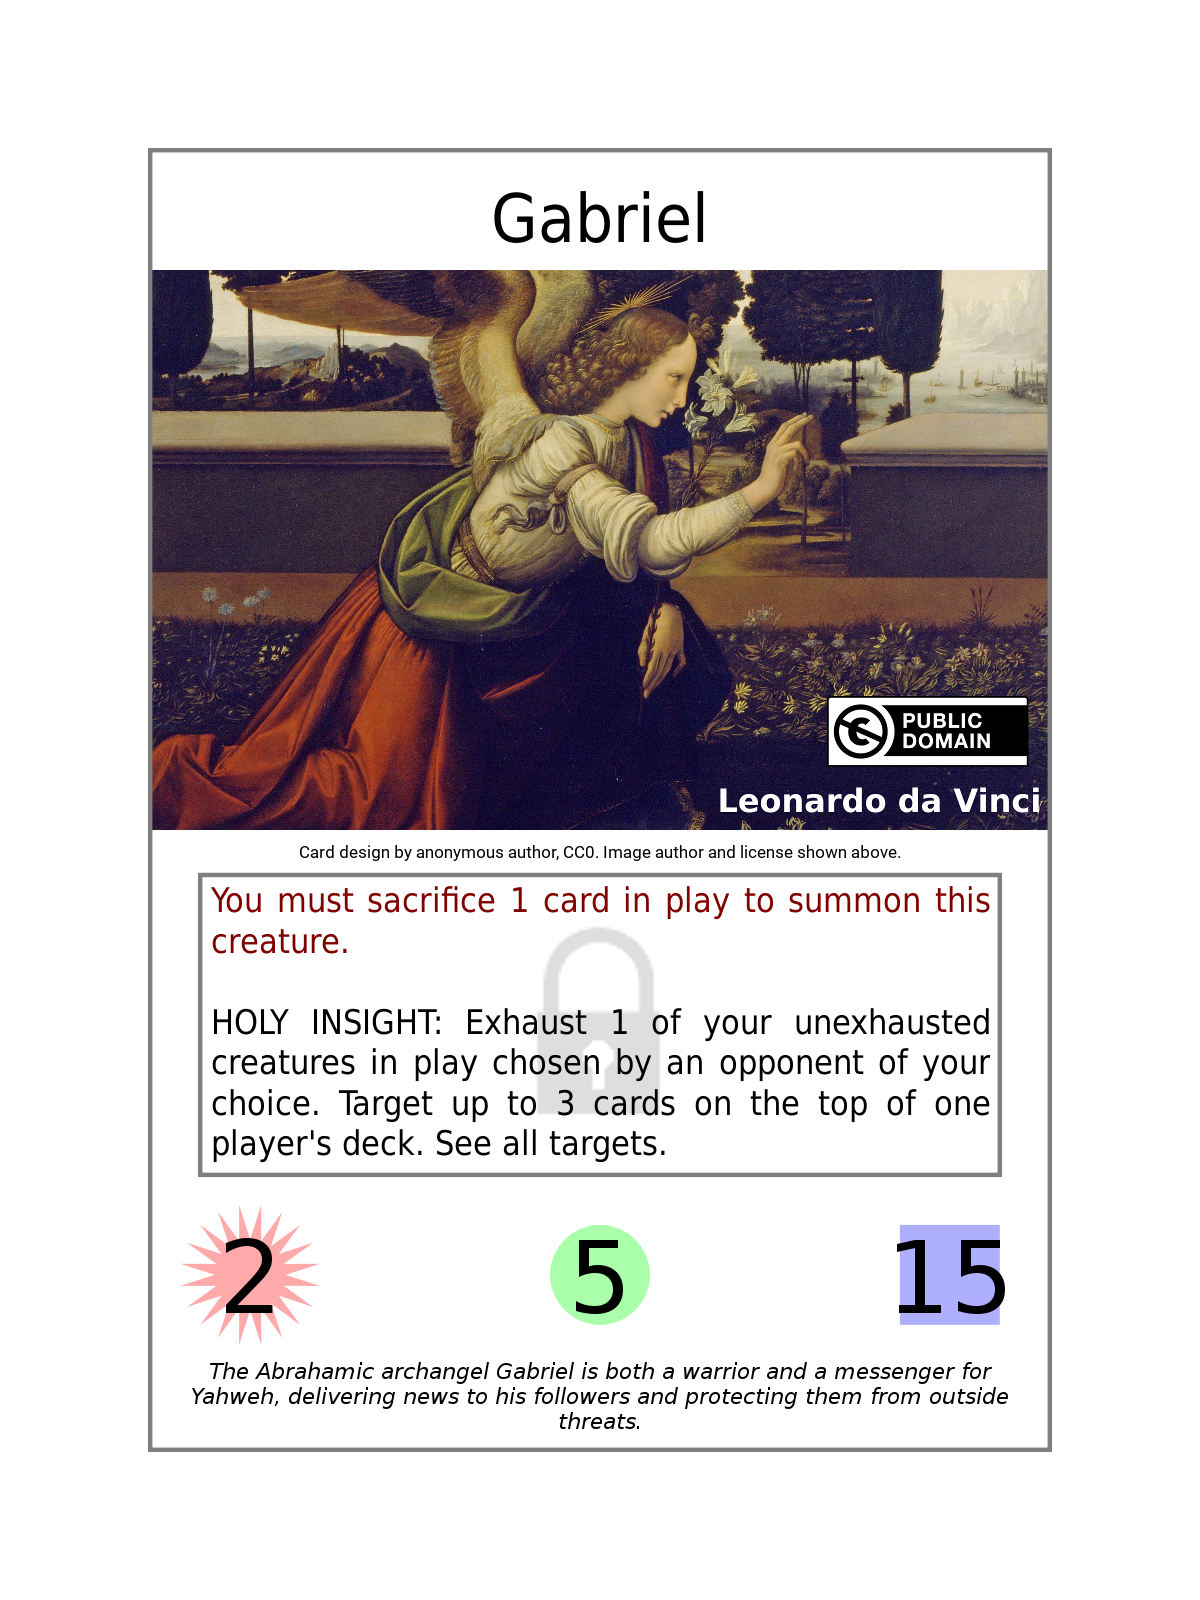 Gabriel
PUBLIC
DOMAIN
Leonardo da Vinci
Card design by anonymous author, CC0. Image author and license shown above.
You must sacrifice 1 card in play to summon this
creature.
HOLY INSIGHT: Exhaust 1 of your unexhausted
creatures in play chosen by an opponent of your
choice. Target up to 3 cards on the top of one
player's deck. See all targets.
2 5 15
The Abrahamic archangel Gabriel is both a warrior and a messenger for
Yahweh, delivering news to his followers and protecting them from outside
threats.